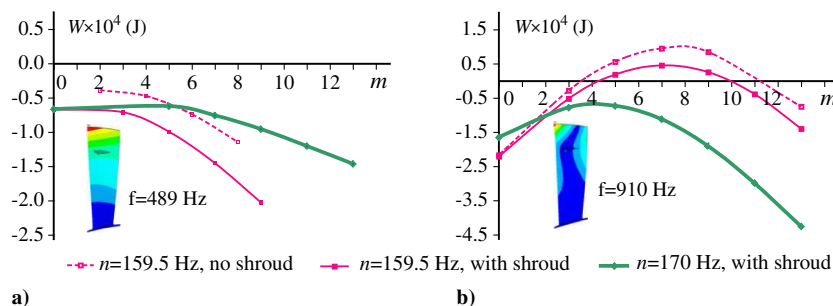 W×10⁴ (J)
0.5
0.0
-0.5
-1.0
-1.5
-2.0
-2.5
0 2 4 6 8 10 12 14
m
f=489 Hz
W×10⁴ (J)
1.5
0.5
-0.5
-1.5
-2.5
-3.5
-4.5
0 2 4 6 8 10 12 14
m
f=910 Hz
n=159.5 Hz, no shroud n=159.5 Hz, with shroud n=170 Hz, with shroud
a) b)